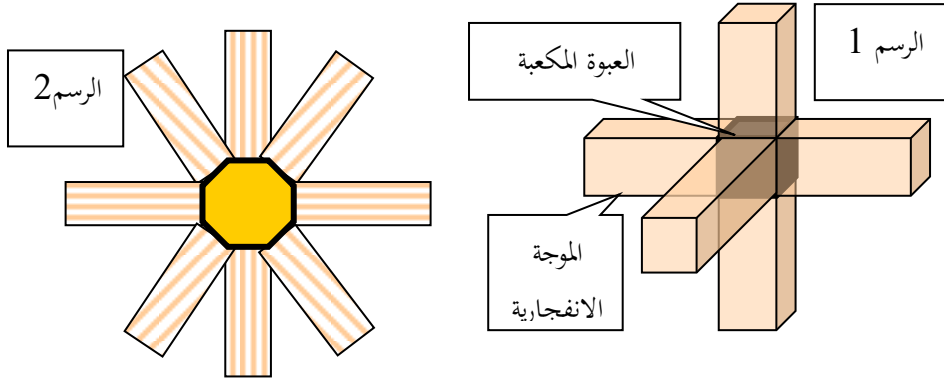 الرسم 1
العبوة المكعبة
الموجة
الانفجارية
الرسم2